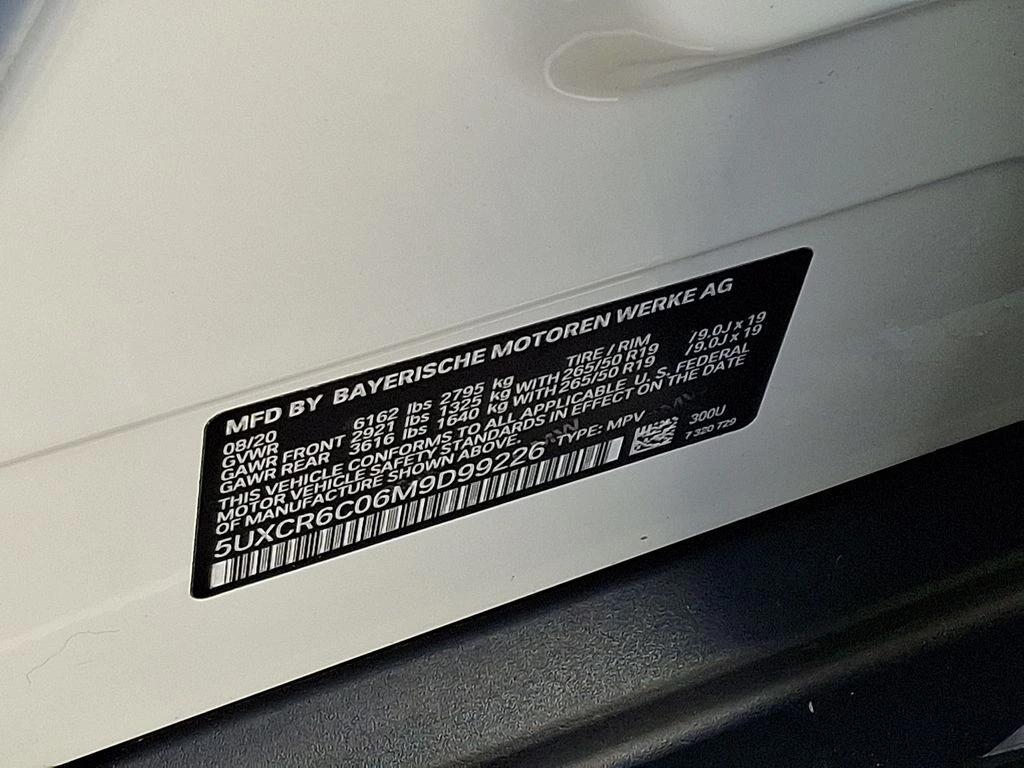 MFD BY BAYERISCHE MOTOREN WERKE AG
08/20 TIRE / RIM
GVWR 6162 lbs 2795 kg
GAWR FRONT 2921 lbs 1325 kg WITH 265/50 R19 /9.0J x 19
GAWR REAR 3616 lbs 1640 kg WITH 265/50 R19 /9.0J x 19
THIS VEHICLE CONFORMS TO ALL APPLICABLE U. S. FEDERAL
MOTOR VEHICLE SAFETY STANDARDS IN EFFECT ON THE DATE
OF MANUFACTURE SHOWN ABOVE.
5UXCR6C06M9D99226 TYPE: MPV 300U
7 320 729